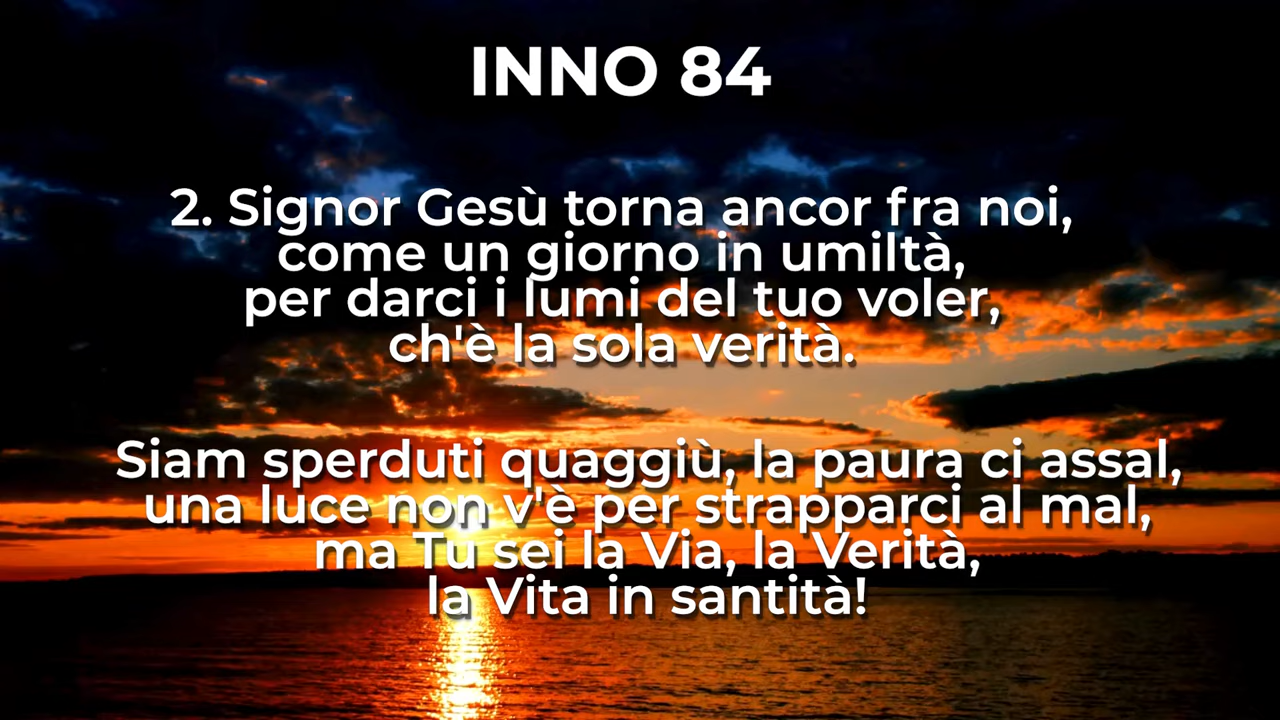 INNO 84
2. Signor Gesù torna ancor fra noi,
come un giorno in umiltà,
per darci i lumi del tuo voler,
ch'è la sola verità.
Siam sperduti quaggiù, la paura ci assal,
una luce non v'è per strapparci al mal,
ma Tu sei la Via, la Verità,
la Vita in santità!